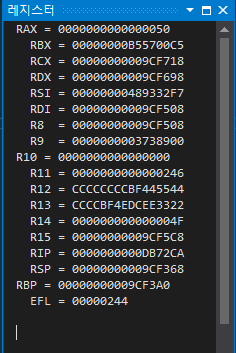 레지스터
RAX = 0000000000000050
RBX = 00000000B55700C5
RCX = 00000000009CF718
RDX = 00000000009CF698
RSI = 00000000489332F7
RDI = 00000000009CF508
R8 = 00000000009CF508
R9 = 0000000003738900
R10 = 0000000000000000
R11 = 0000000000000246
R12 = CCCCCCCCBF445544
R13 = CCCCBF4EDCEE3322
R14 = 000000000000004F
R15 = 00000000009CF5C8
RIP = 0000000000DB72CA
RSP = 00000000009CF368
RBP = 00000000009CF3A0
EFL = 00000244